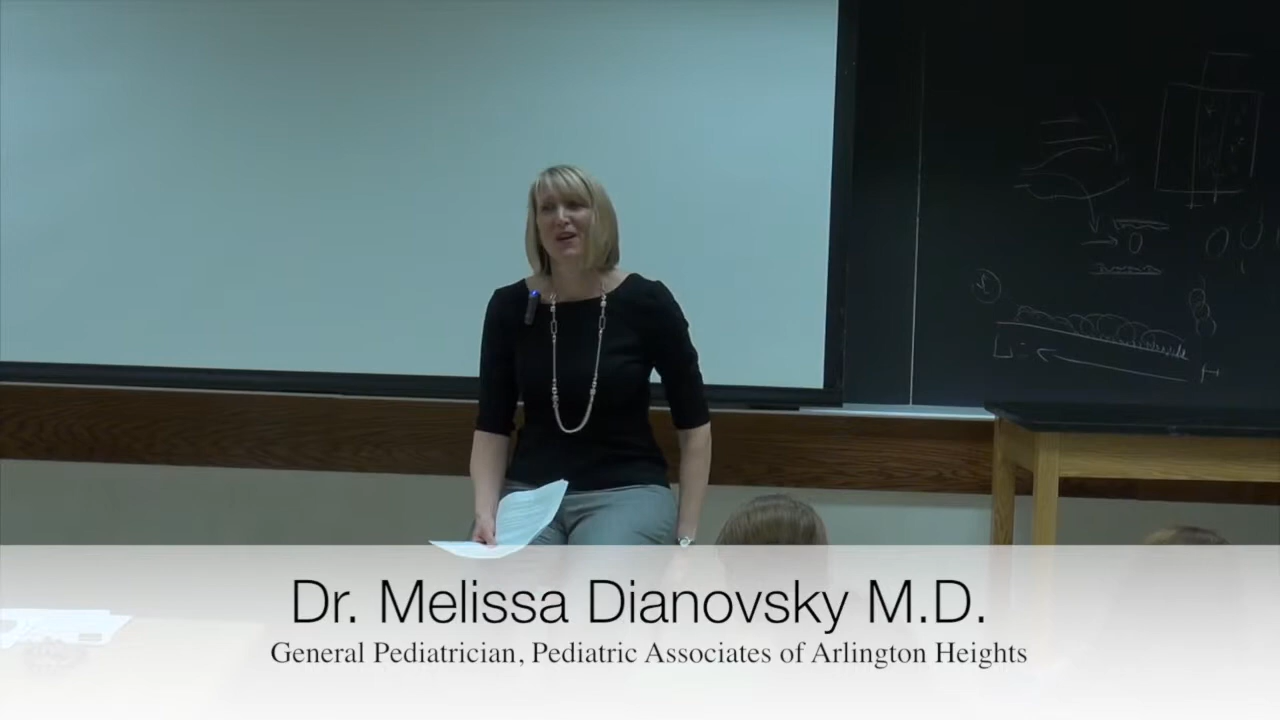 Dr. Melissa Dianovsky M.D.
General Pediatrician, Pediatric Associates of Arlington Heights